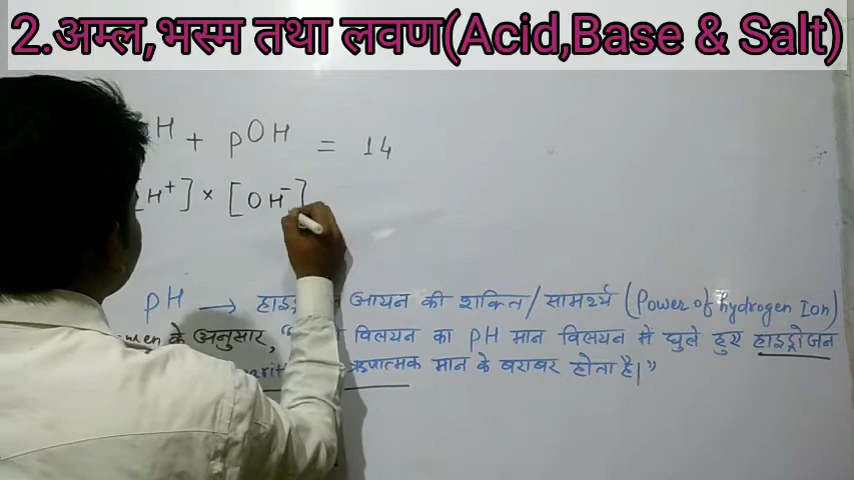 2.अम्ल,भस्म तथा लवण(Acid,Base & Salt)
H + pOH = 14
[H⁺] × [OH⁻]
pH → आयन की शक्ति/सामर्थ्य (Power of hydrogen Ion)
के अनुसार, विलयन का pH मान विलयन में घुले हुए हाइड्रोजन
ऋणात्मक मान के बराबर होता है।”